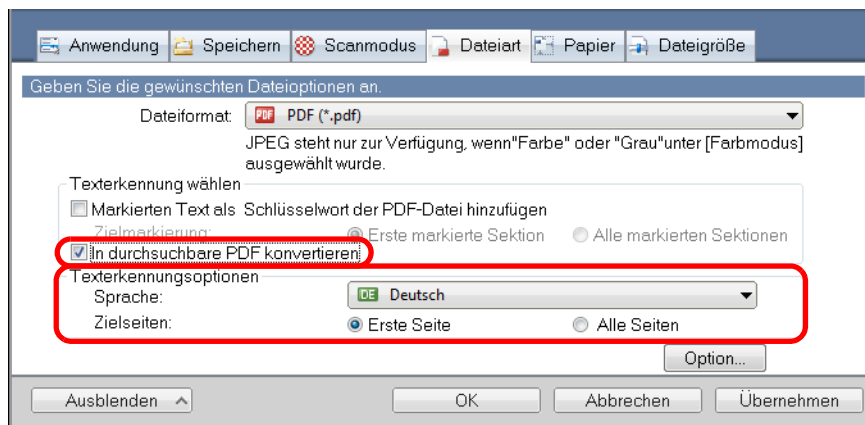 Anwendung Speichern Scanmodus Dateiart Papier Dateigröße
Geben Sie die gewünschten Dateioptionen an.
Dateiformat: PDF PDF (*.pdf)
JPEG steht nur zur Verfügung, wenn"Farbe" oder "Grau"unter [Farbmodus]
ausgewählt wurde.
Texterkennung wählen
Markierten Text als Schlüsselwort der PDF-Datei hinzufügen
Zielmarkierung: Erste markierte Sektion Alle markierten Sektionen
In durchsuchbare PDF konvertieren
Texterkennungsoptionen
Sprache: DE Deutsch
Zielseiten: Erste Seite Alle Seiten
Option...
Ausblenden OK Abbrechen Übernehmen